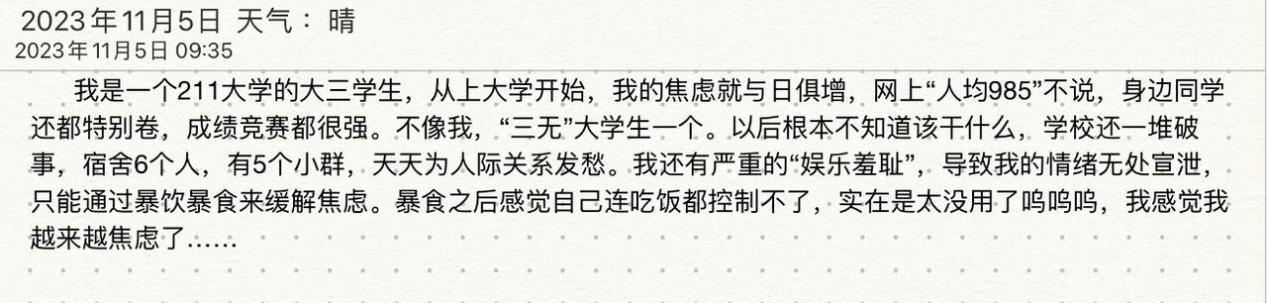 2023年11月5日 天气：晴
2023年11月5日 09:35
我是一个211大学的大三学生，从上大学开始，我的焦虑就与日俱增，网上“人均985”不说，身边同学
还都特别卷，成绩竞赛都很强。不像我，“三无”大学生一个。以后根本不知道该干什么，学校还一堆破
事，宿舍6个人，有5个小群，天天为人际关系发愁。我还有严重的“娱乐羞耻”，导致我的情绪无处宣泄，
只能通过暴饮暴食来缓解焦虑。暴食之后感觉自己连吃饭都控制不了，实在是太没用了呜呜呜，我感觉我
越来越焦虑了……